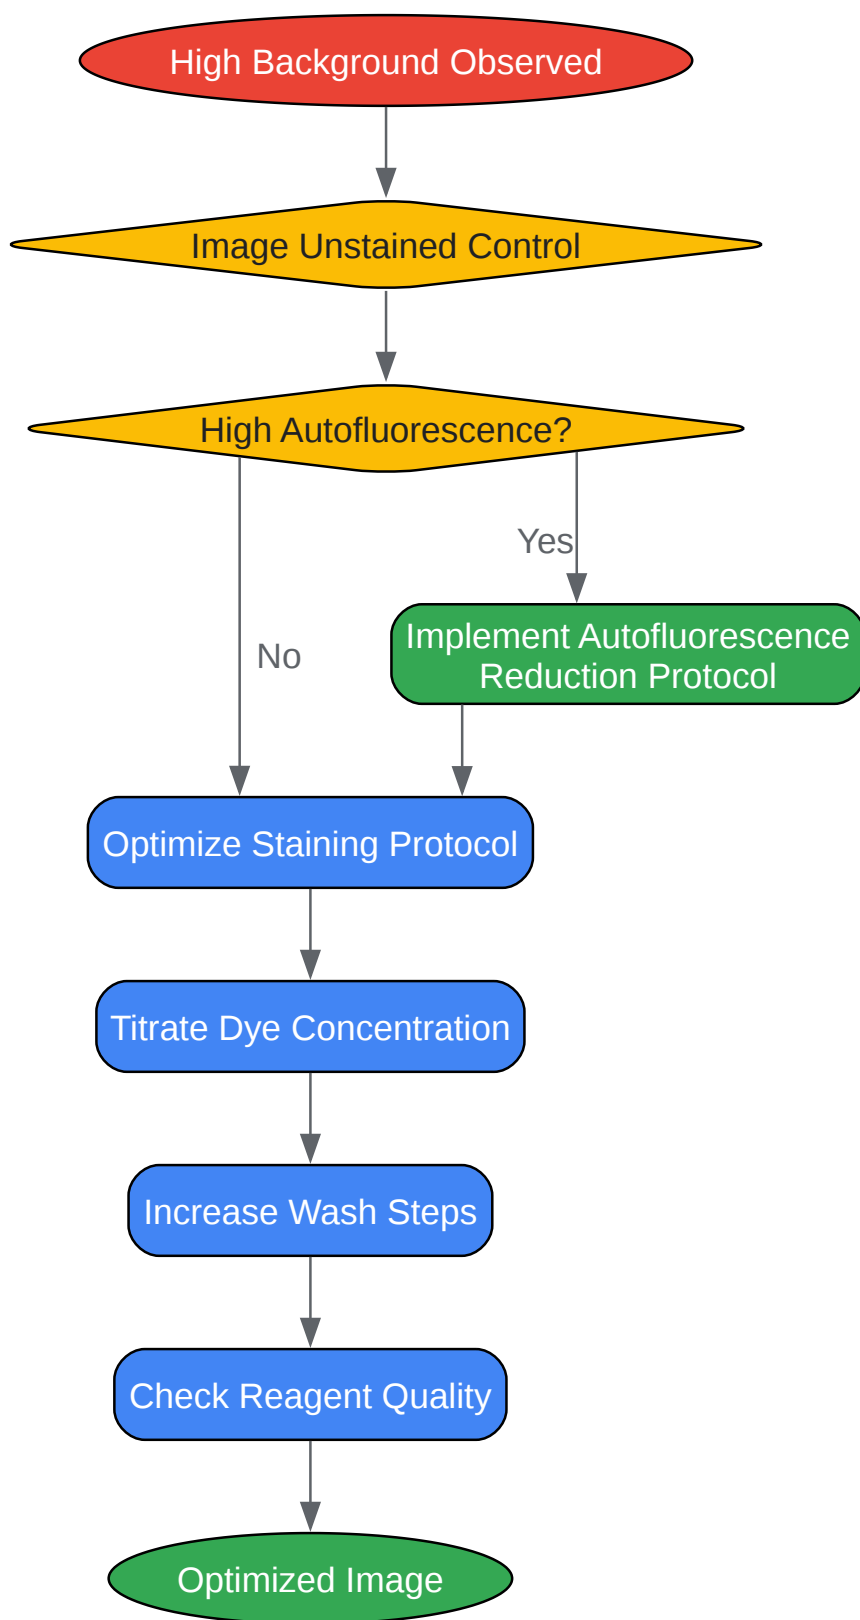 High Background Observed
Image Unstained Control
High Autofluorescence?
Yes
Implement Autofluorescence
Reduction Protocol
No
Optimize Staining Protocol
Titrate Dye Concentration
Increase Wash Steps
Check Reagent Quality
Optimized Image